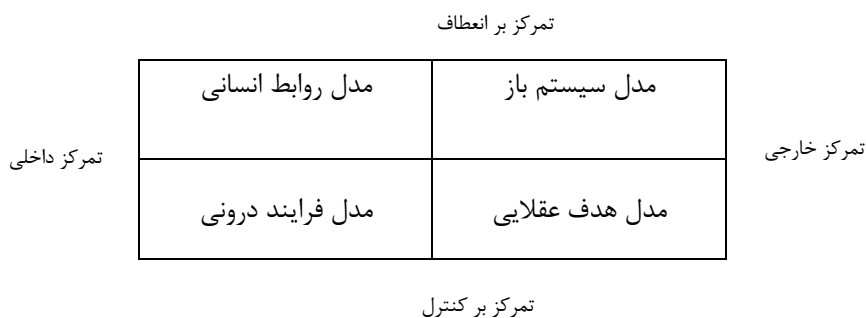 تمرکز بر انعطاف
مدل سیستم باز
مدل روابط انسانی
تمرکز خارجی
تمرکز داخلی
مدل هدف عقلایی
مدل فرایند درونی
تمرکز بر کنترل